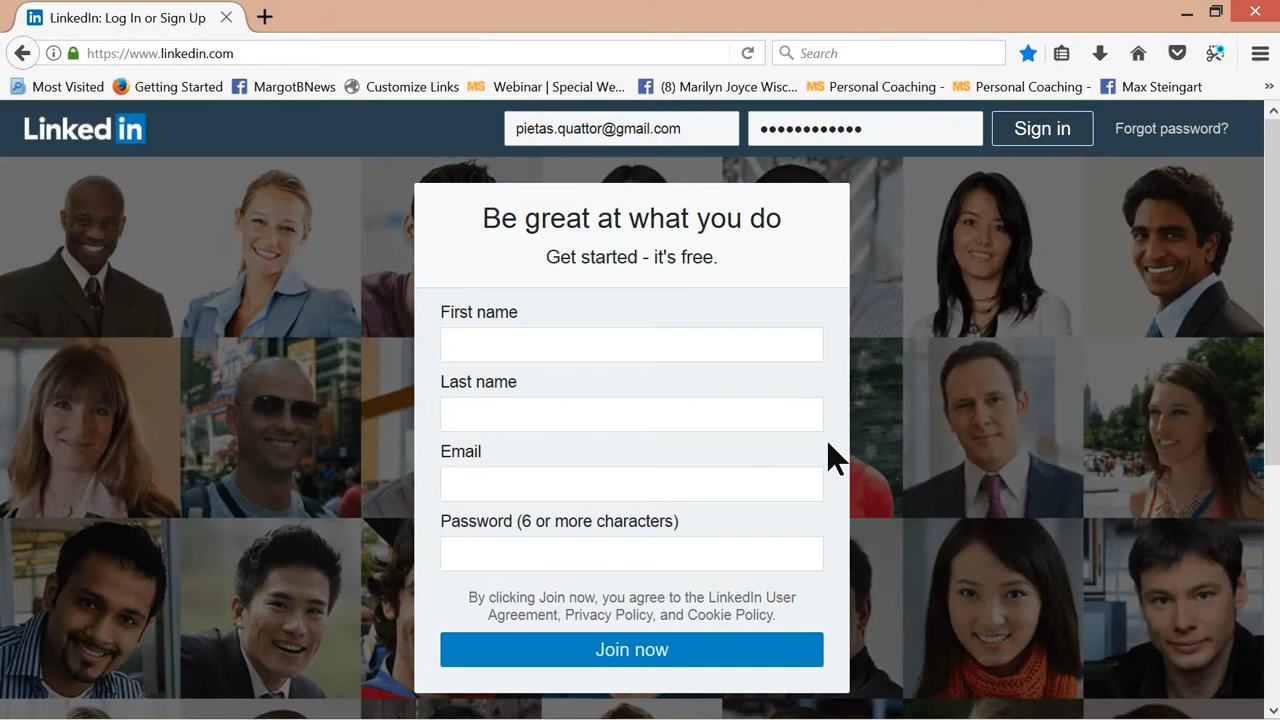 LinkedIn: Log In or Sign Up
https://www.linkedin.com
Search
Most Visited Getting Started MargotBNews Customize Links MS Webinar | Special We... (8) Marilyn Joyce Wisc... MS Personal Coaching - MS Personal Coaching - Max Steingart
Linked in pietas.quattor@gmail.com •••••••••••• Sign in Forgot password?
Be great at what you do
Get started - it's free.
First name
Last name
Email
Password (6 or more characters)
By clicking Join now, you agree to the LinkedIn User
Agreement, Privacy Policy, and Cookie Policy.
Join now